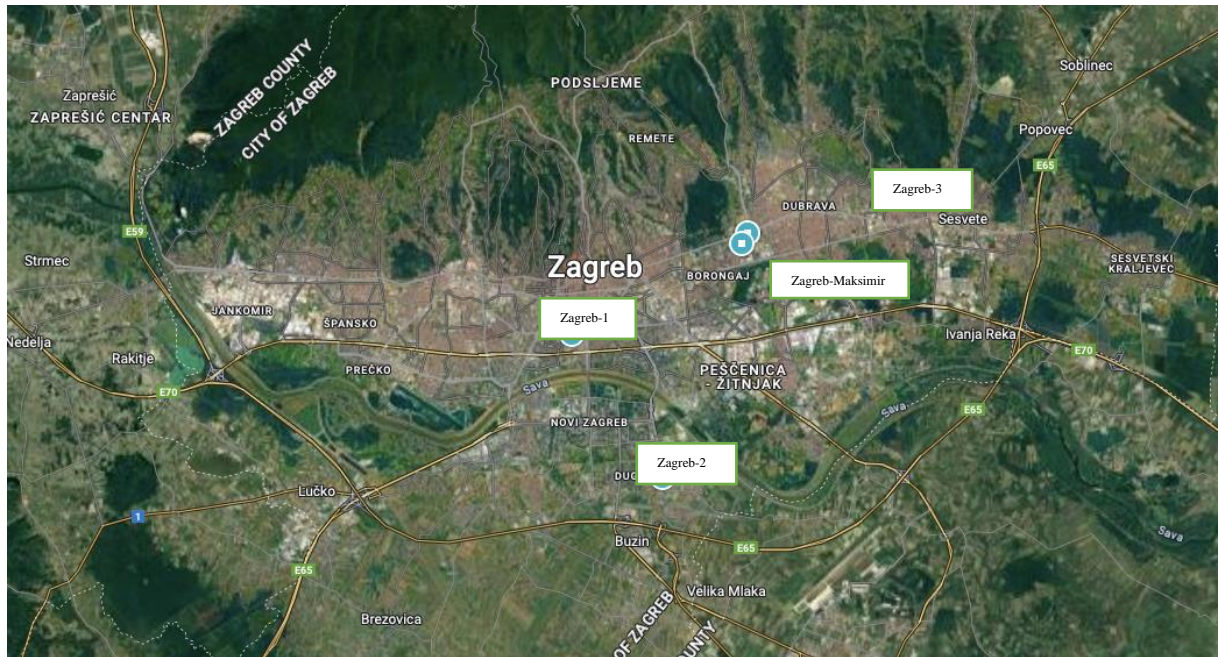 Soblinec
Zaprešić
ZAPREŠIĆ CENTAR
ZAGREB COUNTY
CITY OF ZAGREB
PODSLJEME
REMETE
Popovec
E65
Zagreb-3
DUBRAVA
Sesvete
E59
Strmec
Zagreb
BORONGAJ
Zagreb-Maksimir
SESVETSKI
KRALJEVEC
JANKOMIR
ŠPANSKO
Zagreb-1
Nedelja
Rakitje
PREČKO
Ivanja Reka
E70
PEŠČENICA
- ŽITNJAK
E70
Sava
Sava
E65
NOVI ZAGREB
Zagreb-2
DUG
Lučko
1
Buzin
E65
Sava
E65
Velika Mlaka
Brezovica
OF ZAGREB
OUNTY